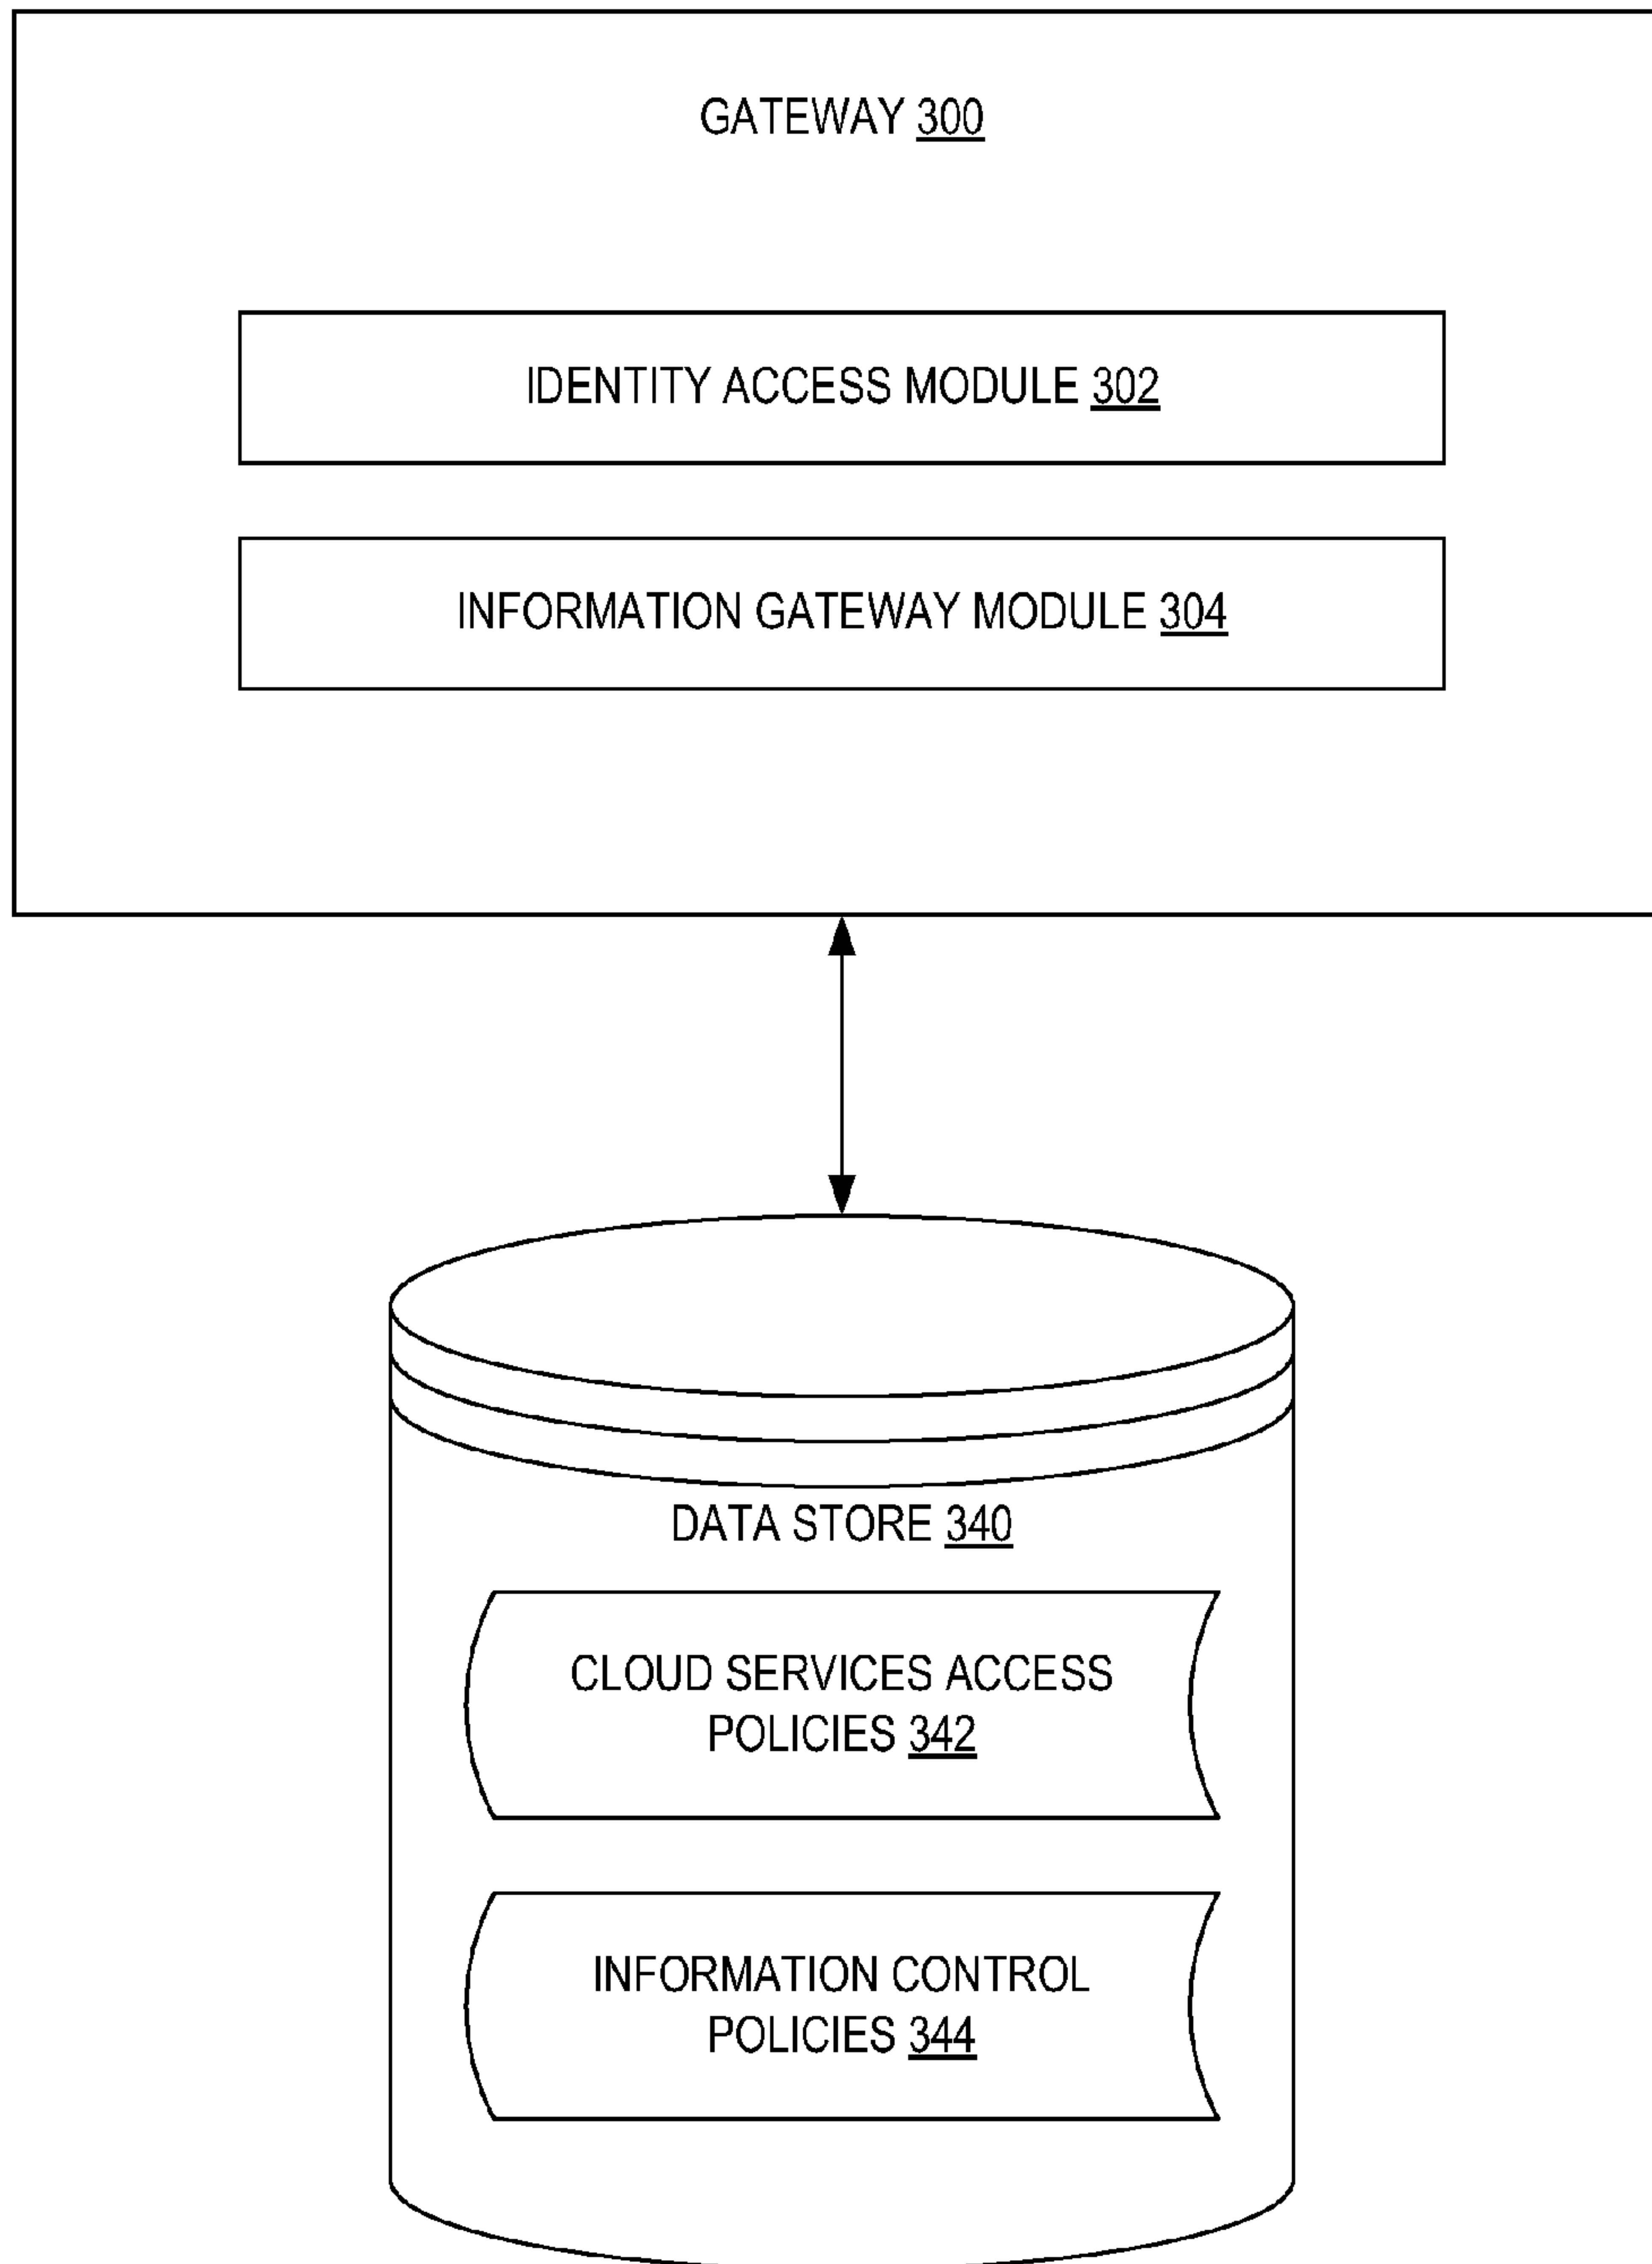 GATEWAY 300
IDENTITY ACCESS MODULE 302
INFORMATION GATEWAY MODULE 304
DATA STORE 340
CLOUD SERVICES ACCESS
POLICIES 342
INFORMATION CONTROL
POLICIES 344